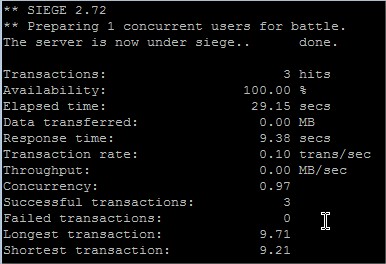 ** SIEGE 2.72
** Preparing 1 concurrent users for battle.
The server is now under siege..      done.
Transactions:                      3 hits
Availability:                 100.00 %
Elapsed time:                  29.15 secs
Data transferred:               0.00 MB
Response time:                  9.38 secs
Transaction rate:               0.10 trans/sec
Throughput:                     0.00 MB/sec
Concurrency:                    0.97
Successful transactions:           3
Failed transactions:               0
Longest transaction:            9.71
Shortest transaction:           9.21